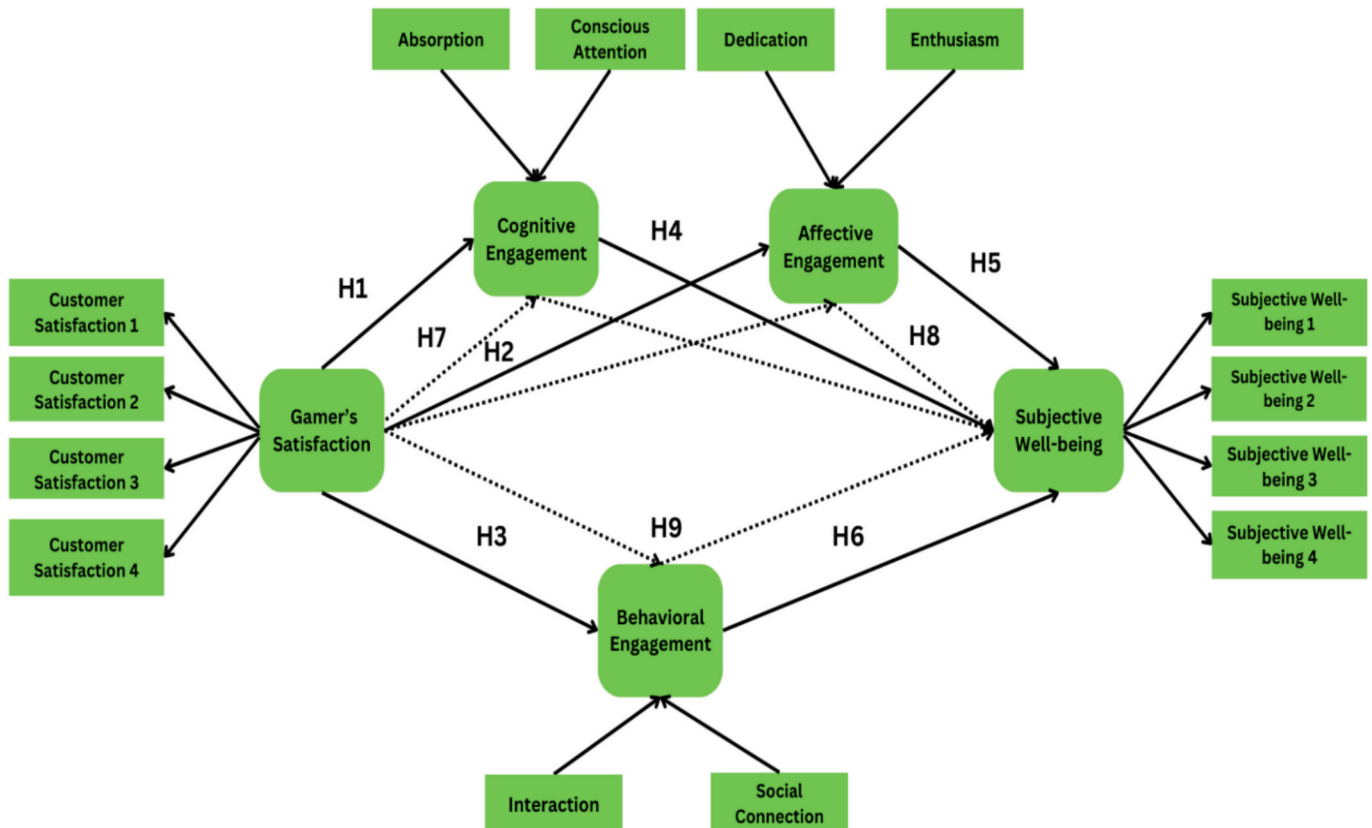 Absorption
Conscious
Attention
Dedication
Enthusiasm
Cognitive
Engagement
Affective
Engagement
H4
H5
H1
H7
H2
H8
Customer
Satisfaction 1
Customer
Satisfaction 2
Customer
Satisfaction 3
Customer
Satisfaction 4
Gamer's
Satisfaction
Subjective
Well-being
Subjective Well-
being 1
Subjective Well-
being 2
Subjective Well-
being 3
Subjective Well-
being 4
H3
H9
H6
Behavioral
Engagement
Interaction
Social
Connection